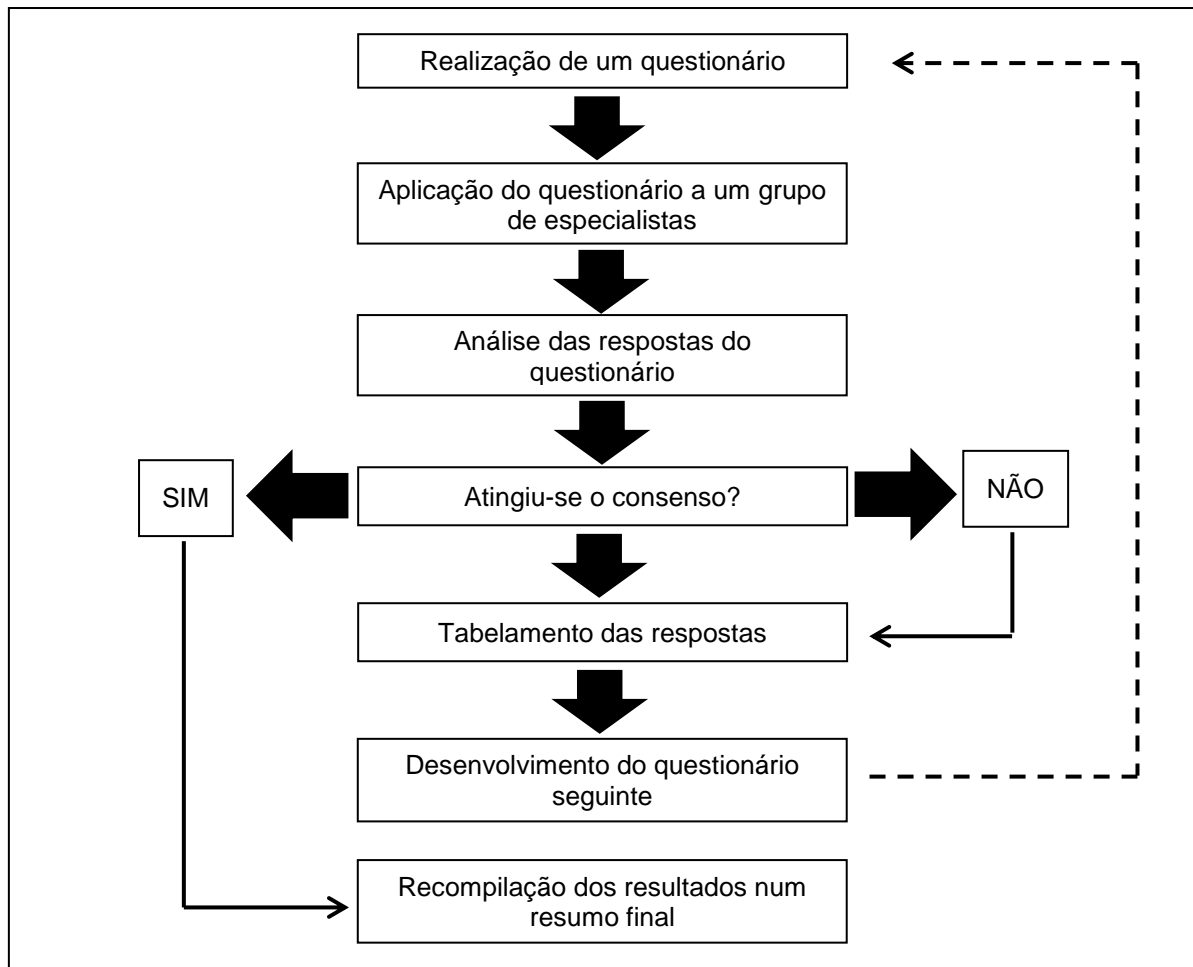 Realização de um questionário
Aplicação do questionário a um grupo
de especialistas
Análise das respostas do
questionário
SIM
Atingiu-se o consenso?
NÃO
Tabelamento das respostas
Desenvolvimento do questionário
seguinte
Recompilação dos resultados num
resumo final